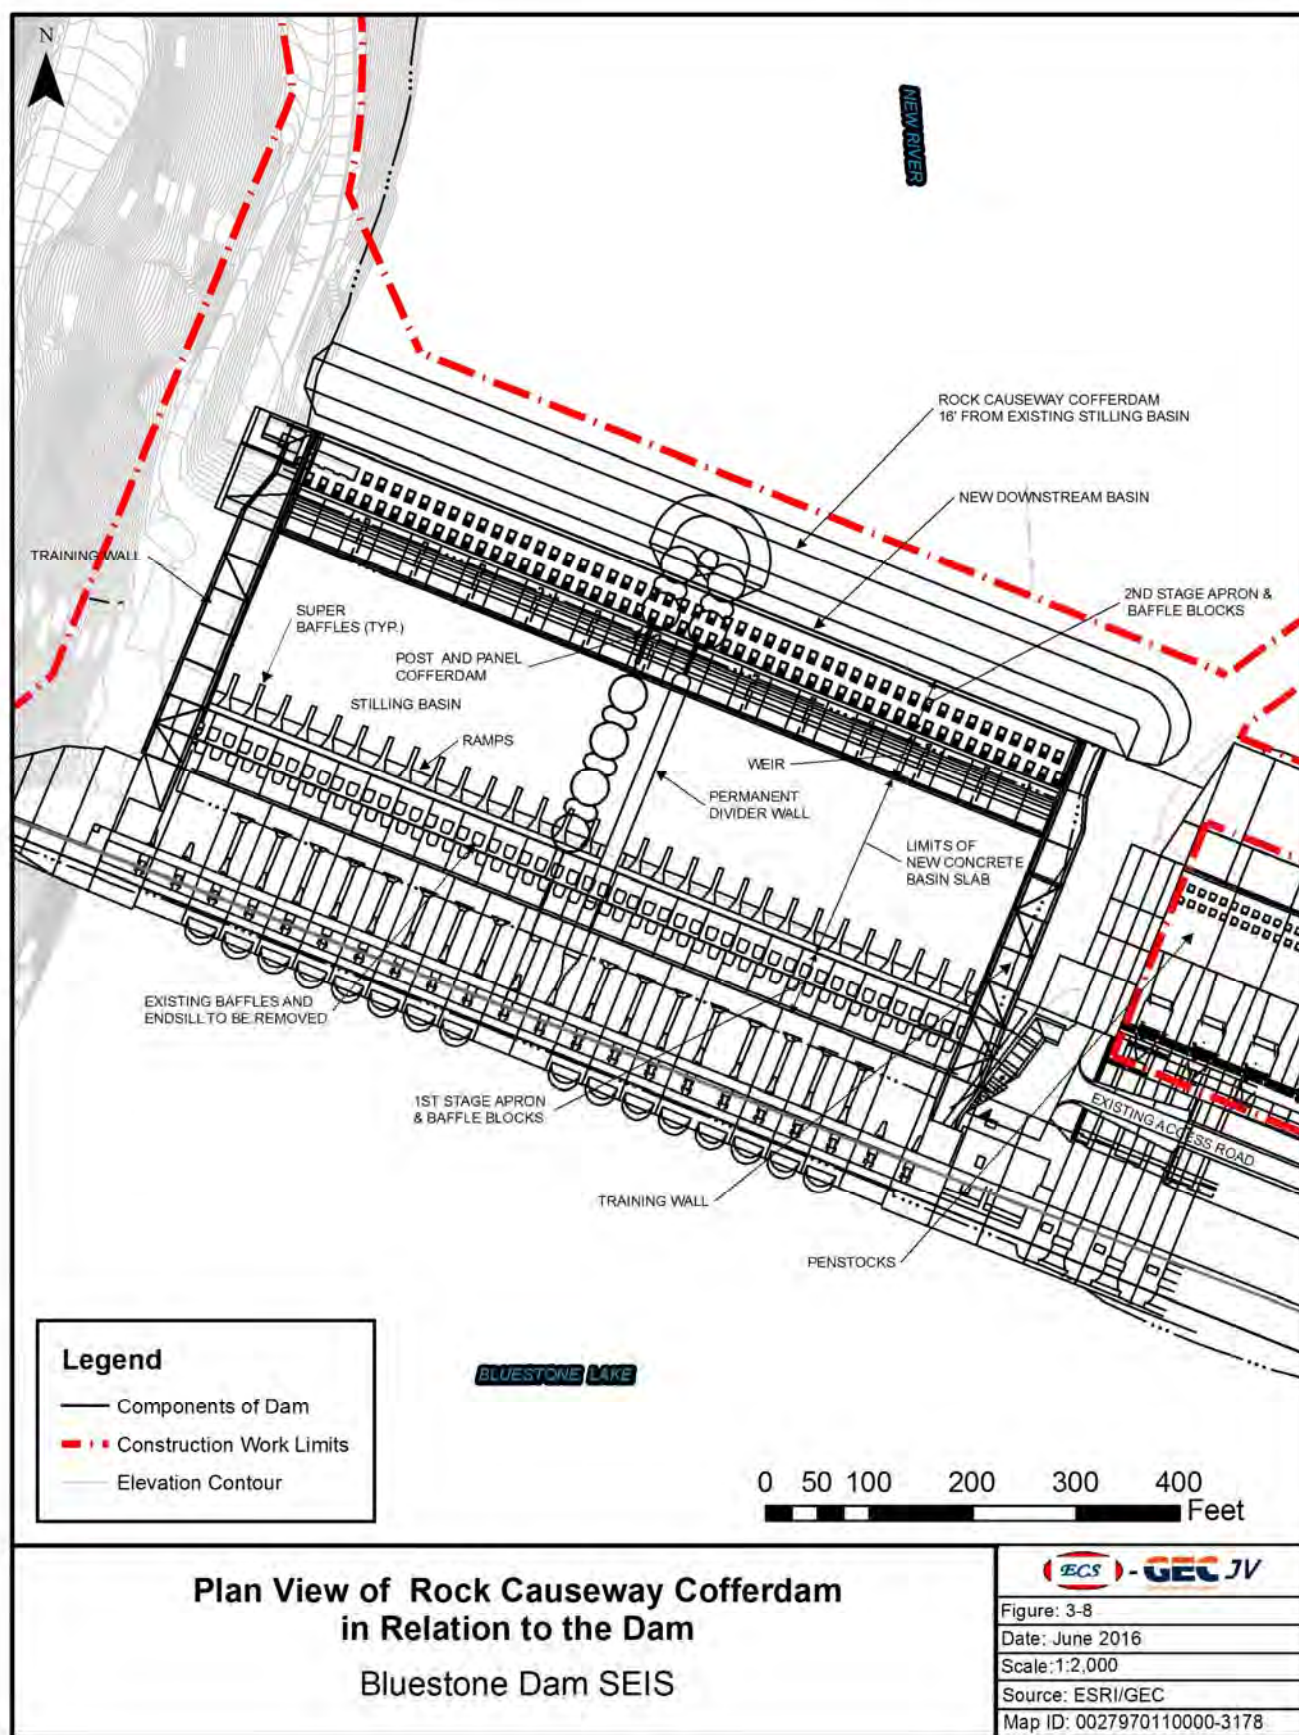 N
NEW RIVER
ROCK CAUSEWAY COFFERDAM
16' FROM EXISTING STILLING BASIN
NEW DOWNSTREAM BASIN
TRAINING WALL
2ND STAGE APRON &
BAFFLE BLOCKS
SUPER
BAFFLES (TYP.)
POST AND PANEL
COFFERDAM
STILLING BASIN
RAMPS
WEIR
PERMANENT
DIVIDER WALL
LIMITS OF
NEW CONCRETE
BASIN SLAB
EXISTING BAFFLES AND
ENDSILL TO BE REMOVED
1ST STAGE APRON
& BAFFLE BLOCKS
EXISTING ACCESS ROAD
TRAINING WALL
PENSTOCKS
BLUESTONE LAKE
Legend
Components of Dam
Construction Work Limits
Elevation Contour
0 50 100 200 300 400
Feet
Plan View of Rock Causeway Cofferdam
in Relation to the Dam
Bluestone Dam SEIS
ECS - GEC JV
Figure: 3-8
Date: June 2016
Scale:1:2,000
Source: ESRI/GEC
Map ID: 0027970110000-3178